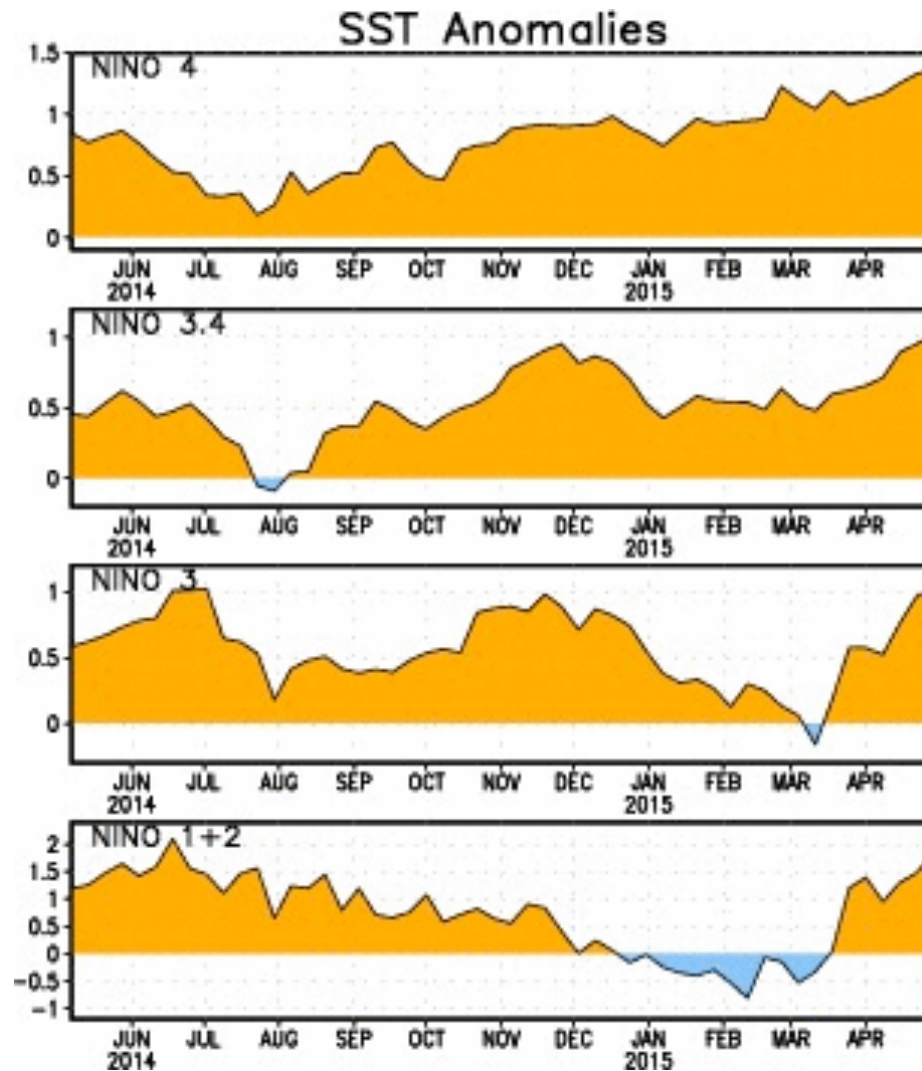 SST Anomalies
NINO 4
1.5
1
0.5
0
JUN JUL AUG SEP OCT NOV DEC JAN FEB MAR APR
2014 2015
NINO 3.4
1
0.5
0
JUN JUL AUG SEP OCT NOV DEC JAN FEB MAR APR
2014 2015
NINO 3
1
0.5
0
JUN JUL AUG SEP OCT NOV DEC JAN FEB MAR APR
2014 2015
NINO 1+2
2
1.5
1
0.5
0
-0.5
-1
JUN JUL AUG SEP OCT NOV DEC JAN FEB MAR APR
2014 2015